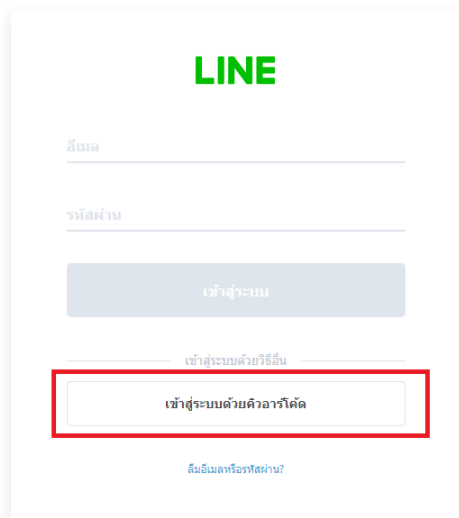 LINE
อีเมล
รหัสผ่าน
เข้าสู่ระบบ
เข้าสู่ระบบด้วยวิธีอื่น
เข้าสู่ระบบด้วยคิวอาร์โค้ด
ลืมอีเมลหรือรหัสผ่าน?